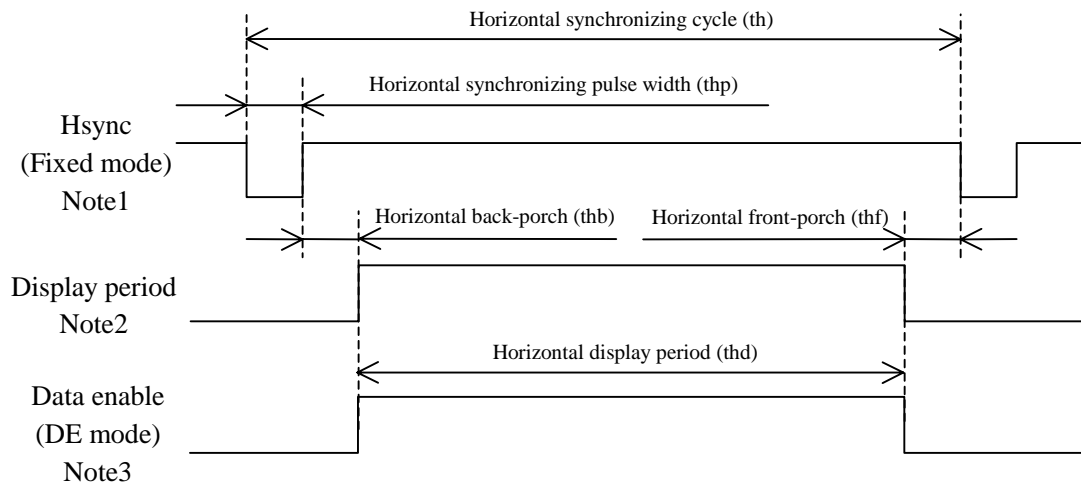 Horizontal synchronizing cycle (th)
Horizontal synchronizing pulse width (thp)
Hsync
(Fixed mode)
Note1
Horizontal back-porch (thb)
Horizontal front-porch (thf)
Display period
Note2
Horizontal display period (thd)
Data enable
(DE mode)
Note3